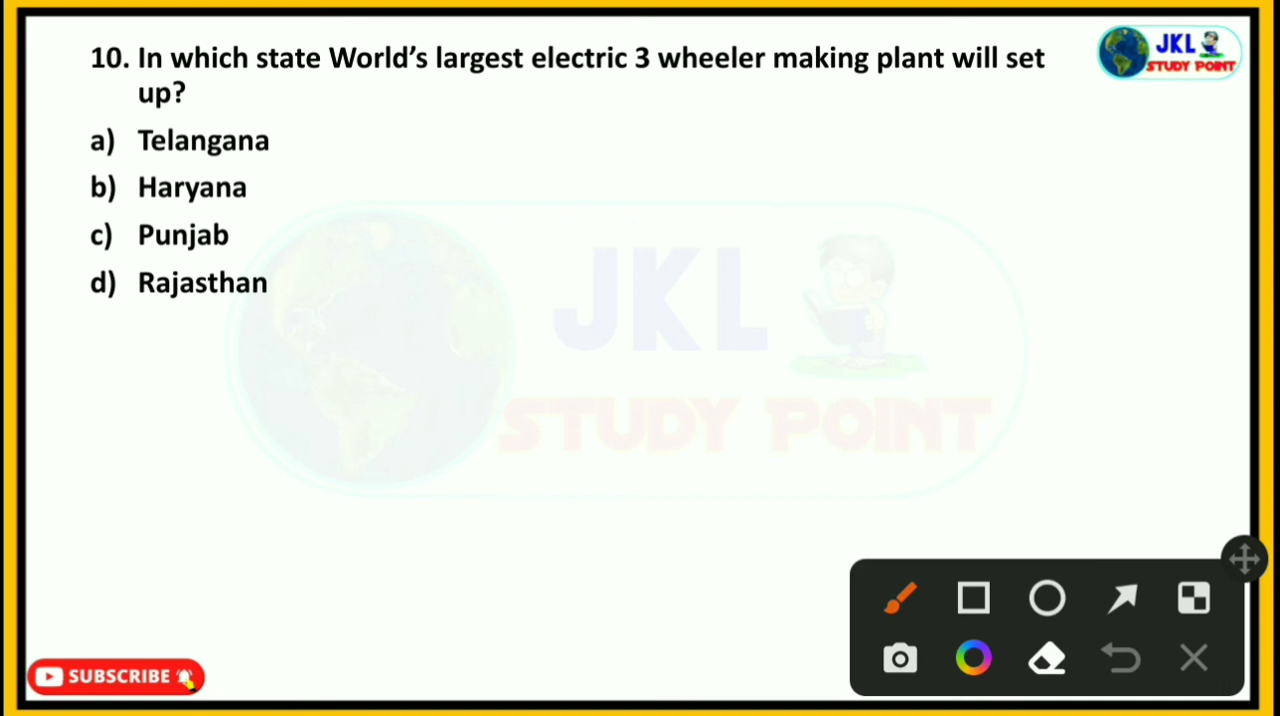 10. In which state World's largest electric 3 wheeler making plant will set
up?
a) Telangana
b) Haryana
c) Punjab
d) Rajasthan
JKL
STUDY POINT
JKL
STUDY POINT
SUBSCRIBE